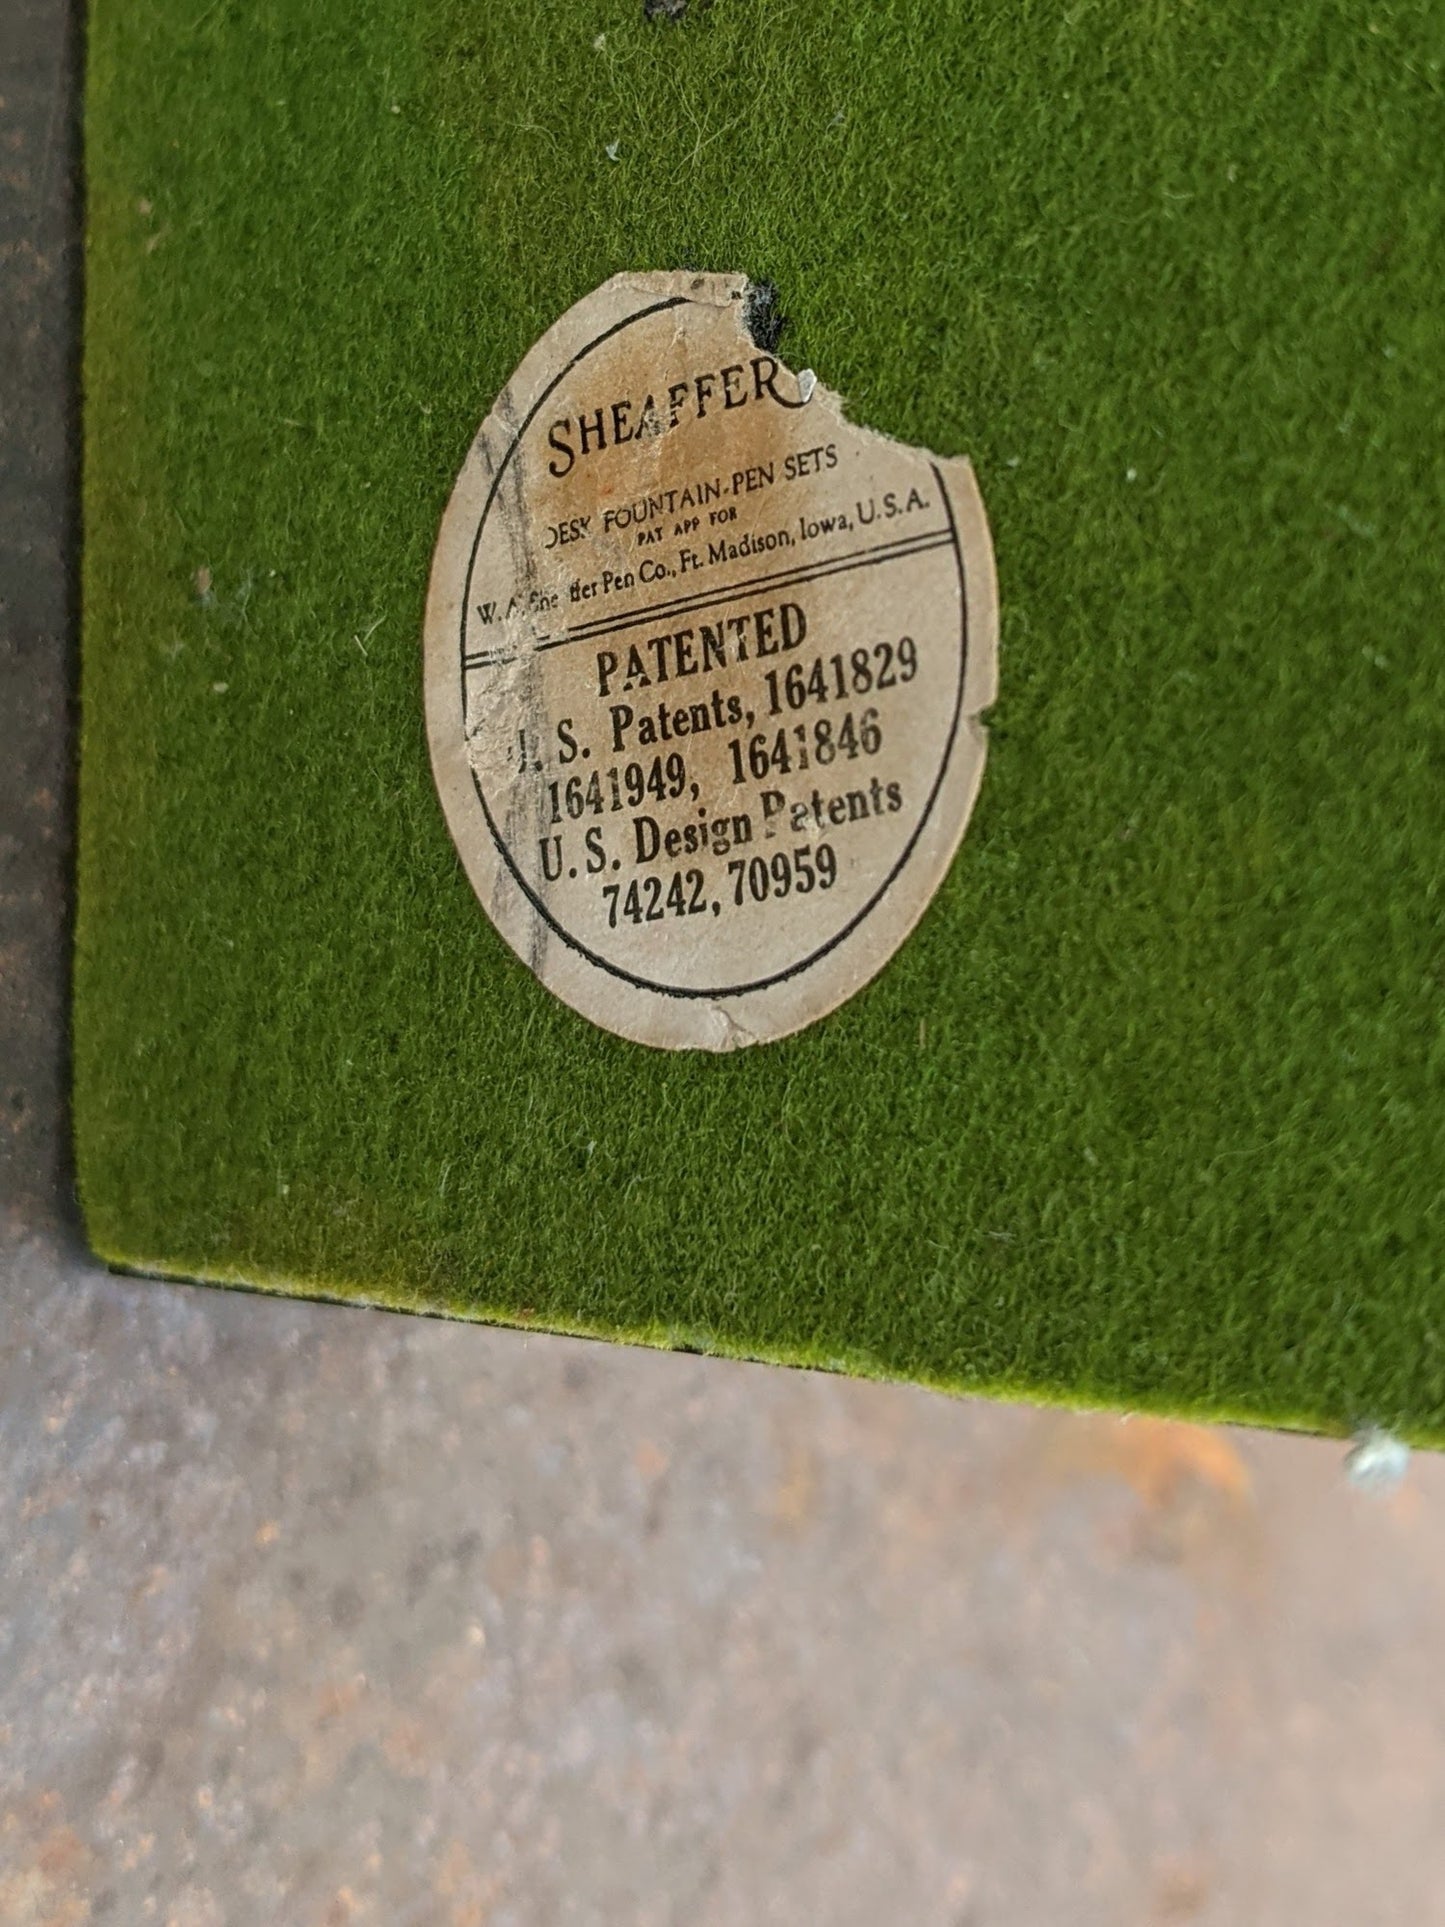 SHEAFFER
DESK FOUNTAIN-PEN SETS
PAT APP FOR
W. A. Sheaffer Pen Co., Ft. Madison, Iowa, U.S.A.
PATENTED
U. S. Patents, 1641829
1641949, 1641846
U.S. Design Patents
74242, 70959